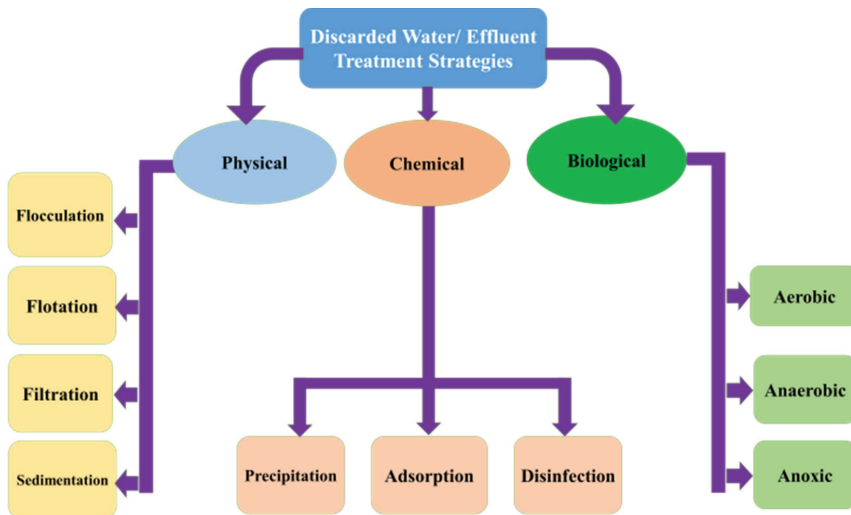 Discarded Water/ Effluent
Treatment Strategies
Physical
Chemical
Biological
Flocculation
Flotation
Filtration
Sedimentation
Precipitation
Adsorption
Disinfection
Aerobic
Anaerobic
Anoxic